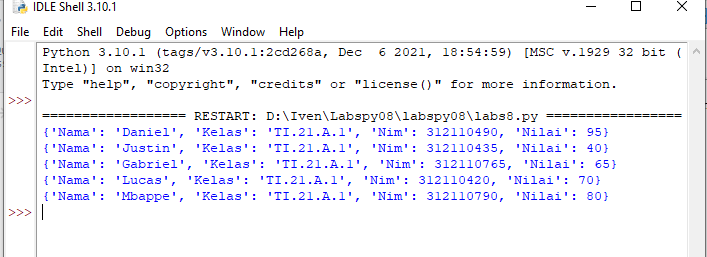 IDLE Shell 3.10.1
File Edit Shell Debug Options Window Help
Python 3.10.1 (tags/v3.10.1:2cd268a, Dec  6 2021, 18:54:59) [MSC v.1929 32 bit (
Intel)] on win32
Type "help", "copyright", "credits" or "license()" for more information.
>>>
================== RESTART: D:\Iven\Labspy08\labspy08\labs8.py =================
{'Nama': 'Daniel', 'Kelas': 'TI.21.A.1', 'Nim': 312110490, 'Nilai': 95}
{'Nama': 'Justin', 'Kelas': 'TI.21.A.1', 'Nim': 312110435, 'Nilai': 40}
{'Nama': 'Gabriel', 'Kelas': 'TI.21.A.1', 'Nim': 312110765, 'Nilai': 65}
{'Nama': 'Lucas', 'Kelas': 'TI.21.A.1', 'Nim': 312110420, 'Nilai': 70}
{'Nama': 'Mbappe', 'Kelas': 'TI.21.A.1', 'Nim': 312110790, 'Nilai': 80}
>>>